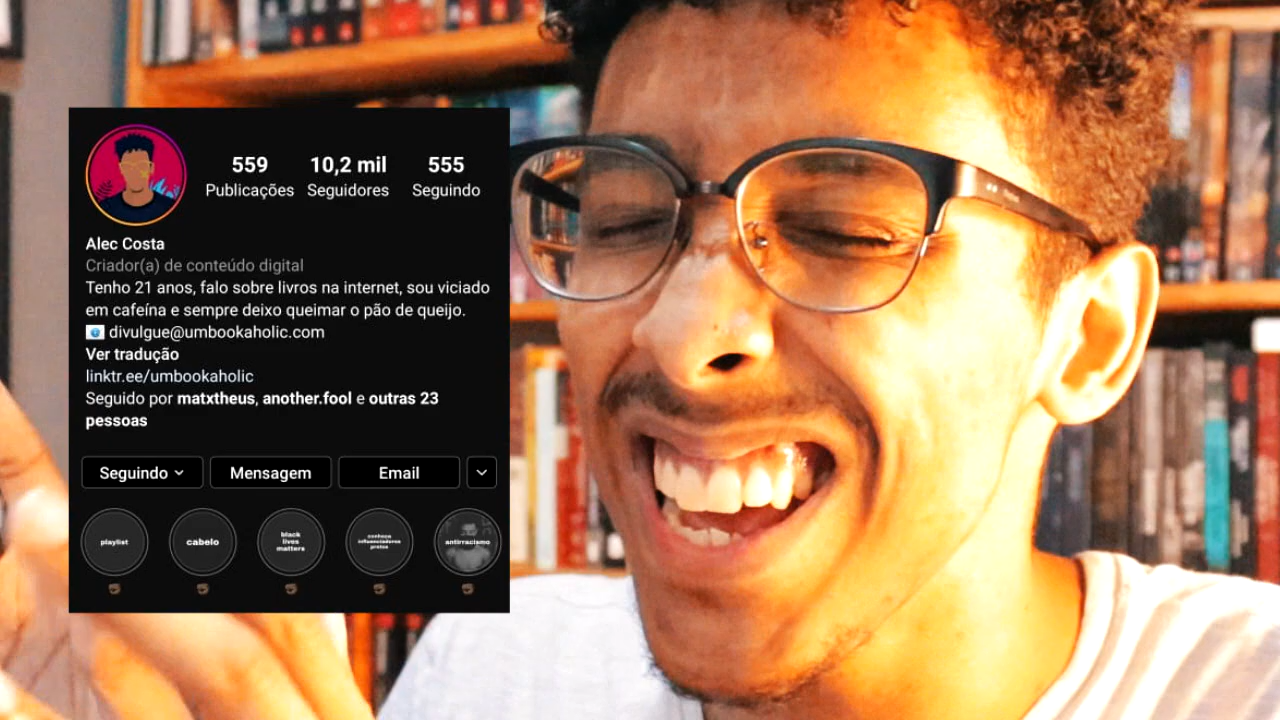 559 10,2 mil 555
Publicações Seguidores Seguindo
Alec Costa
Criador(a) de conteúdo digital
Tenho 21 anos, falo sobre livros na internet, sou viciado
em cafeína e sempre deixo queimar o pão de queijo.
divulgue@umbookaholic.com
Ver tradução
linktr.ee/umbookaholic
Seguido por matxtheus, another.fool e outras 23
pessoas
Seguindo Mensagem Email
playlist
cabelo
black
lives
matters
conheça
influenciadores
pretos
antirracismo